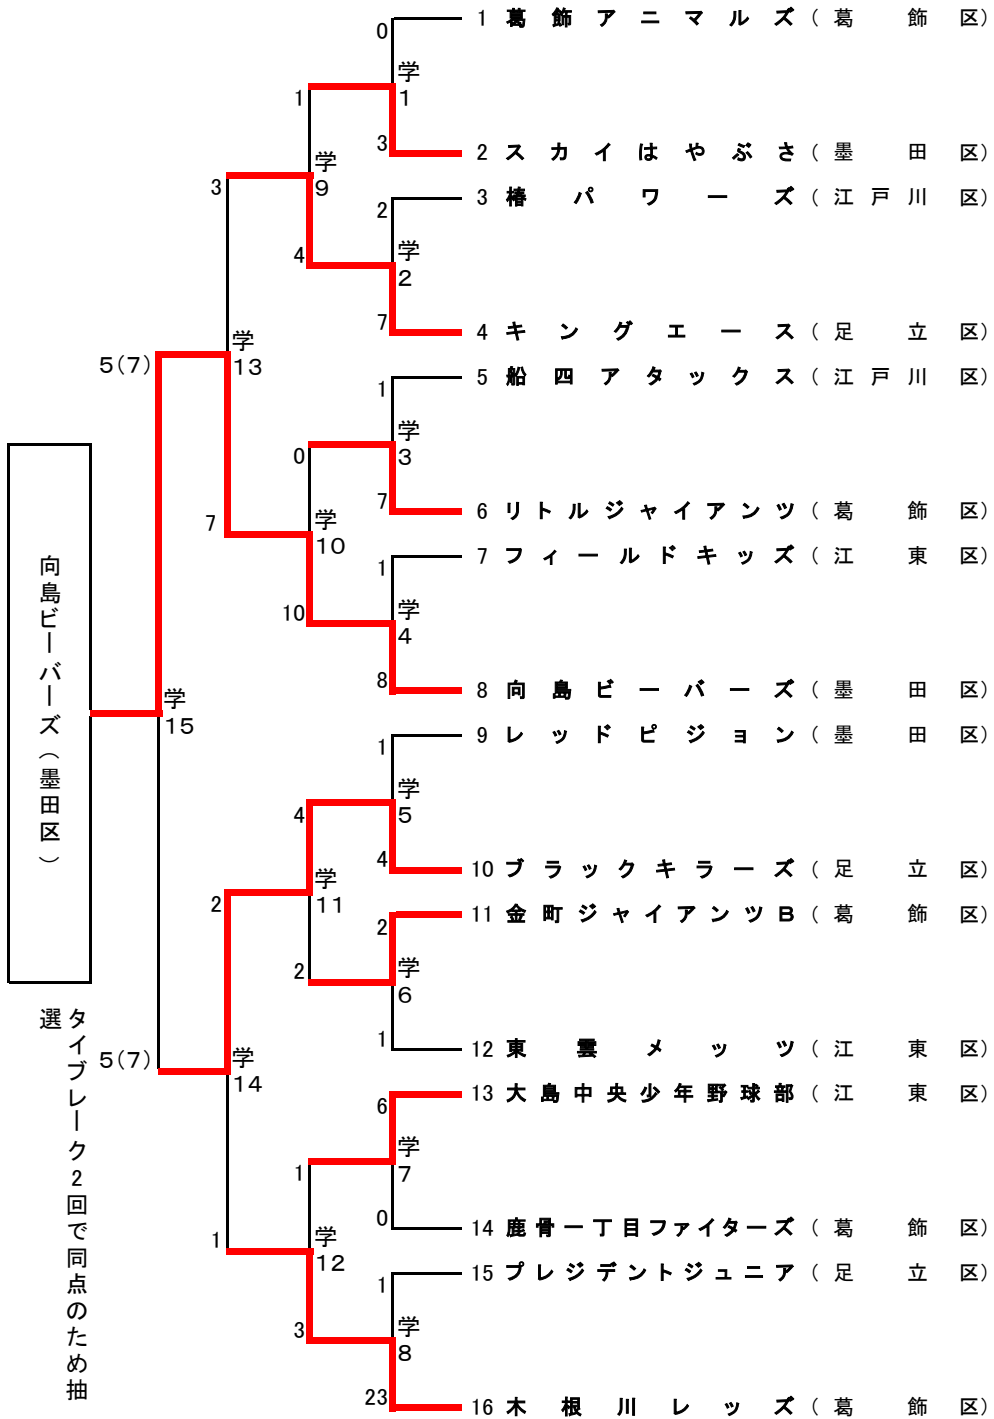 1 葛飾アニマルズ（葛飾区）
0
学
1
1
3
2 スカイはやぶさ（墨田区）
学
9
3
3 椿パワーズ（江戸川区）
2
学
2
4
7
4 キングエース（足立区）
学
13
5(7)
5 船四アタックス（江戸川区）
1
学
3
0
7
6 リトルジャイアンツ（葛飾区）
学
10
7
7 フィールドキッズ（江東区）
1
学
4
10
8
8 向島ビーバーズ（墨田区）
学
15
向島ビーバーズ（墨田区）
9 レッドピジョン（墨田区）
1
学
5
4
4
10 ブラックキラーズ（足立区）
学
11
2
11 金町ジャイアンツB（葛飾区）
2
学
6
2
1
12 東雲メッツ（江東区）
学
14
5(7)
タイブレーク2回で同点のため抽
選
13 大島中央少年野球部（江東区）
6
学
7
1
0
14 鹿骨一丁目ファイターズ（葛飾区）
学
12
1
15 プレジデントジュニア（足立区）
1
学
8
3
23
16 木根川レッズ（葛飾区）